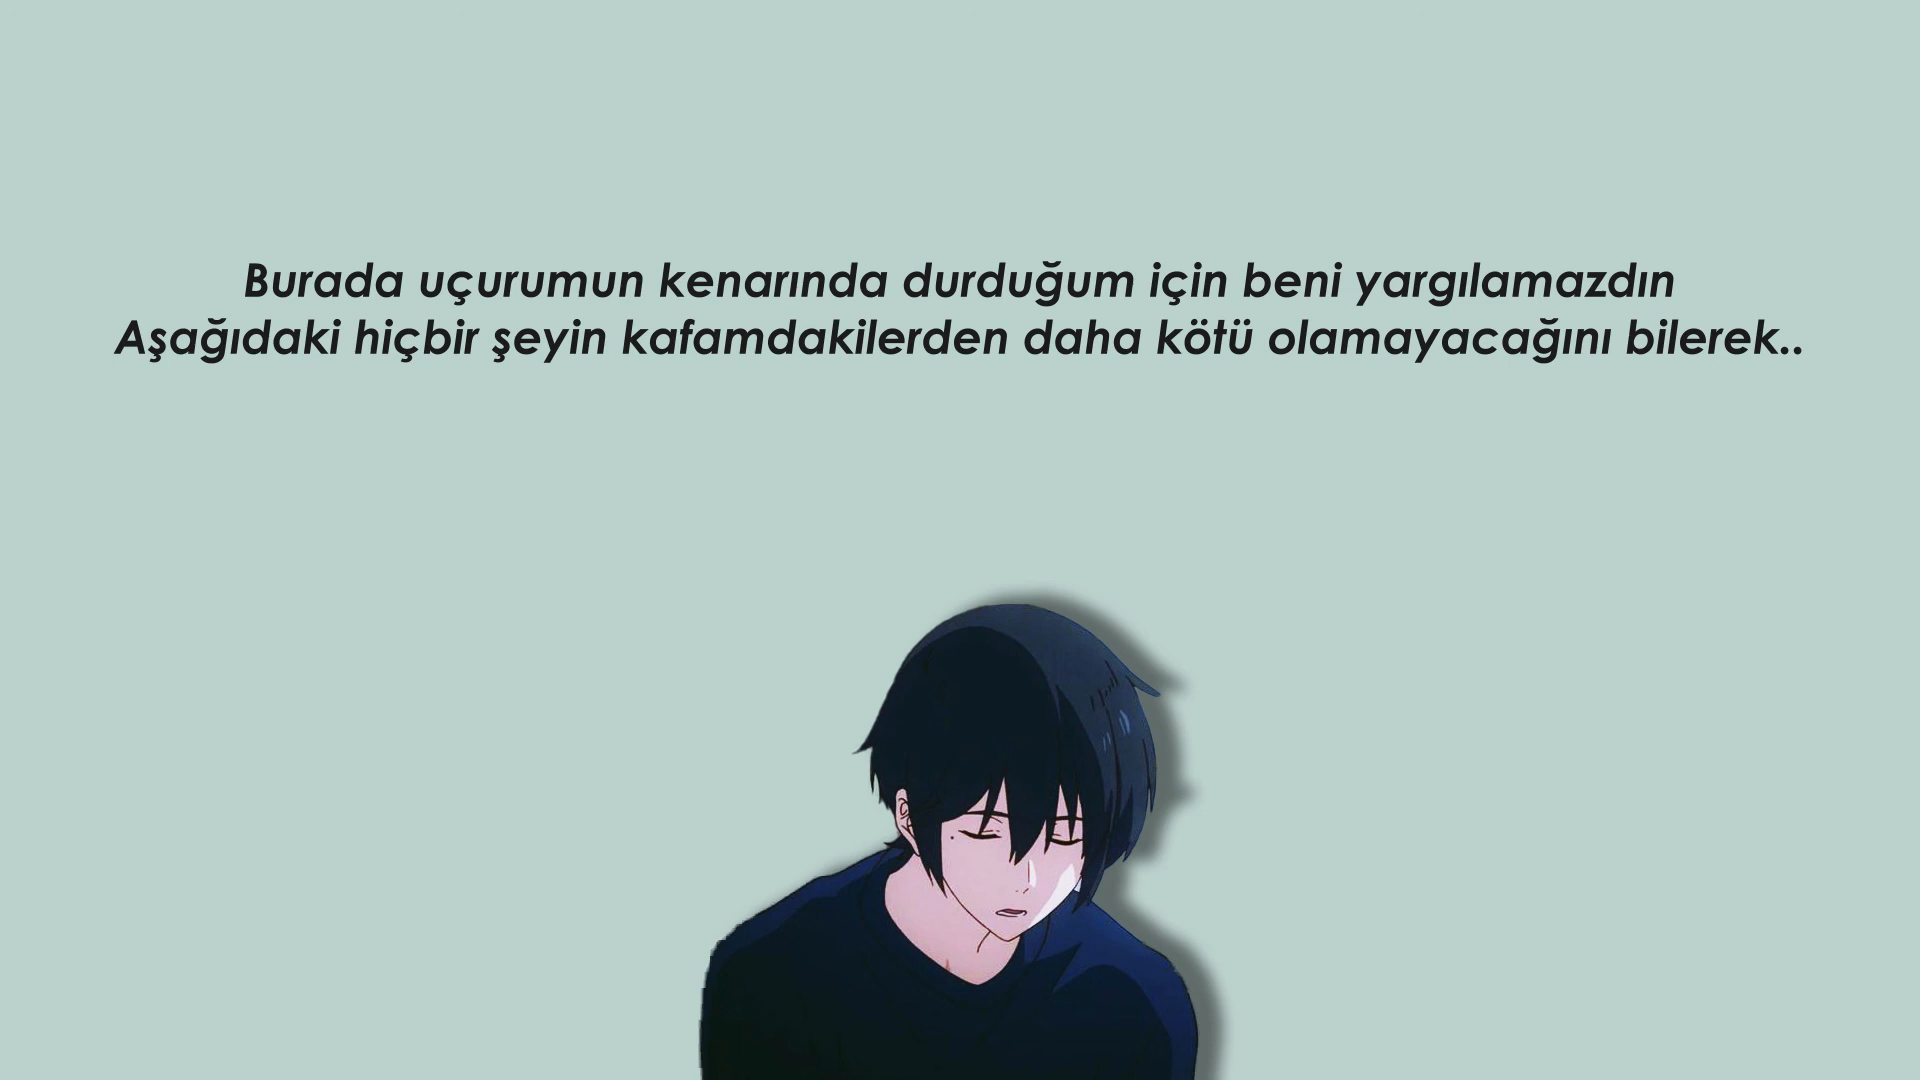 Burada uçurumun kenarında durduğum için beni yargılamazdın
Aşağıdaki hiçbir şeyin kafamdakilerden daha kötü olamayacağını bilerek..